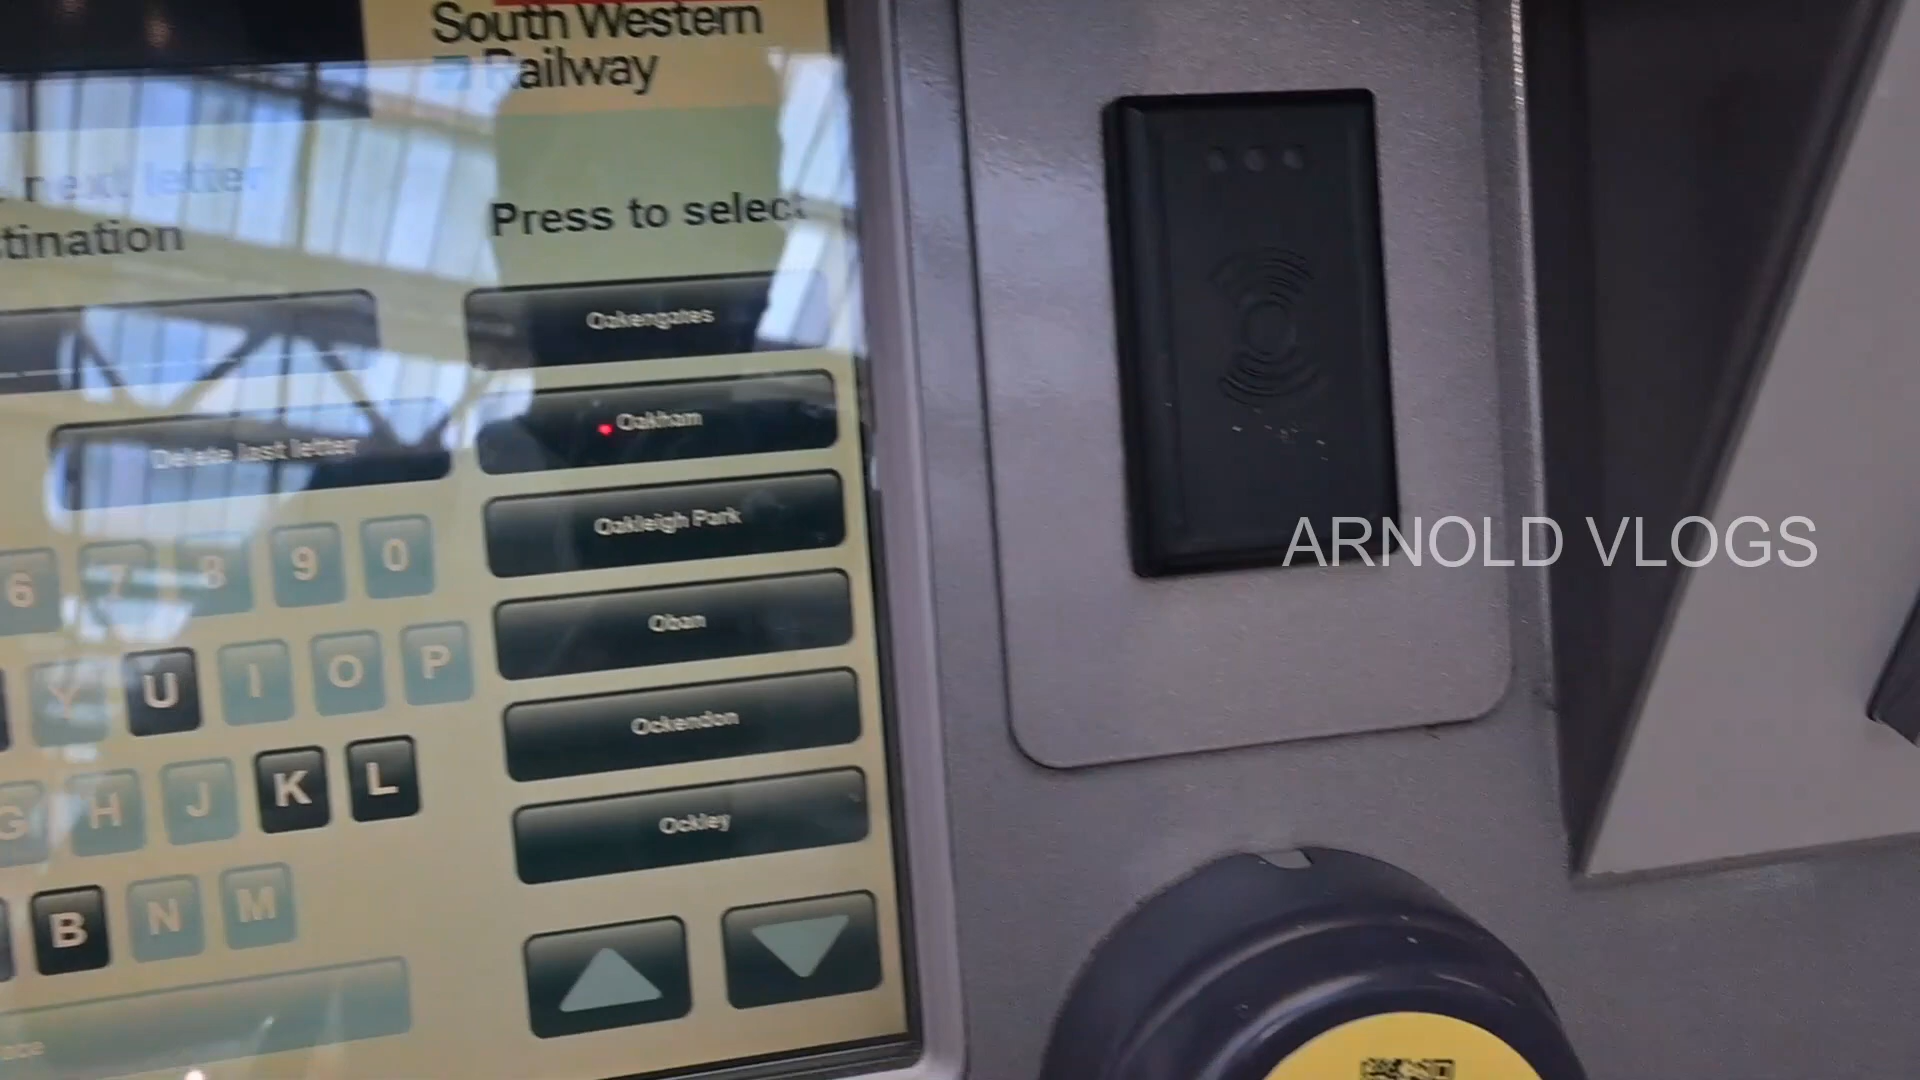 South Western
Railway
next letter
tination
Press to select
Oakengates
Oakham
Delete last letter
Oakleigh Park
6 7 8 9 0
Oban
Y U I O P
Ockendon
G H J K L
Ockley
B N M
ARNOLD VLOGS